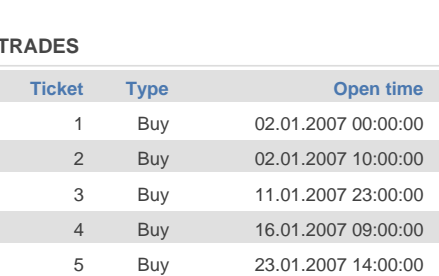 TRADES
Ticket Type Open time
1 Buy 02.01.2007 00:00:00
2 Buy 02.01.2007 10:00:00
3 Buy 11.01.2007 23:00:00
4 Buy 16.01.2007 09:00:00
5 Buy 23.01.2007 14:00:00